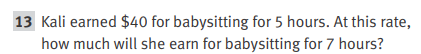 13 Kali earned $40 for babysitting for 5 hours. At this rate,
how much will she earn for babysitting for 7 hours?